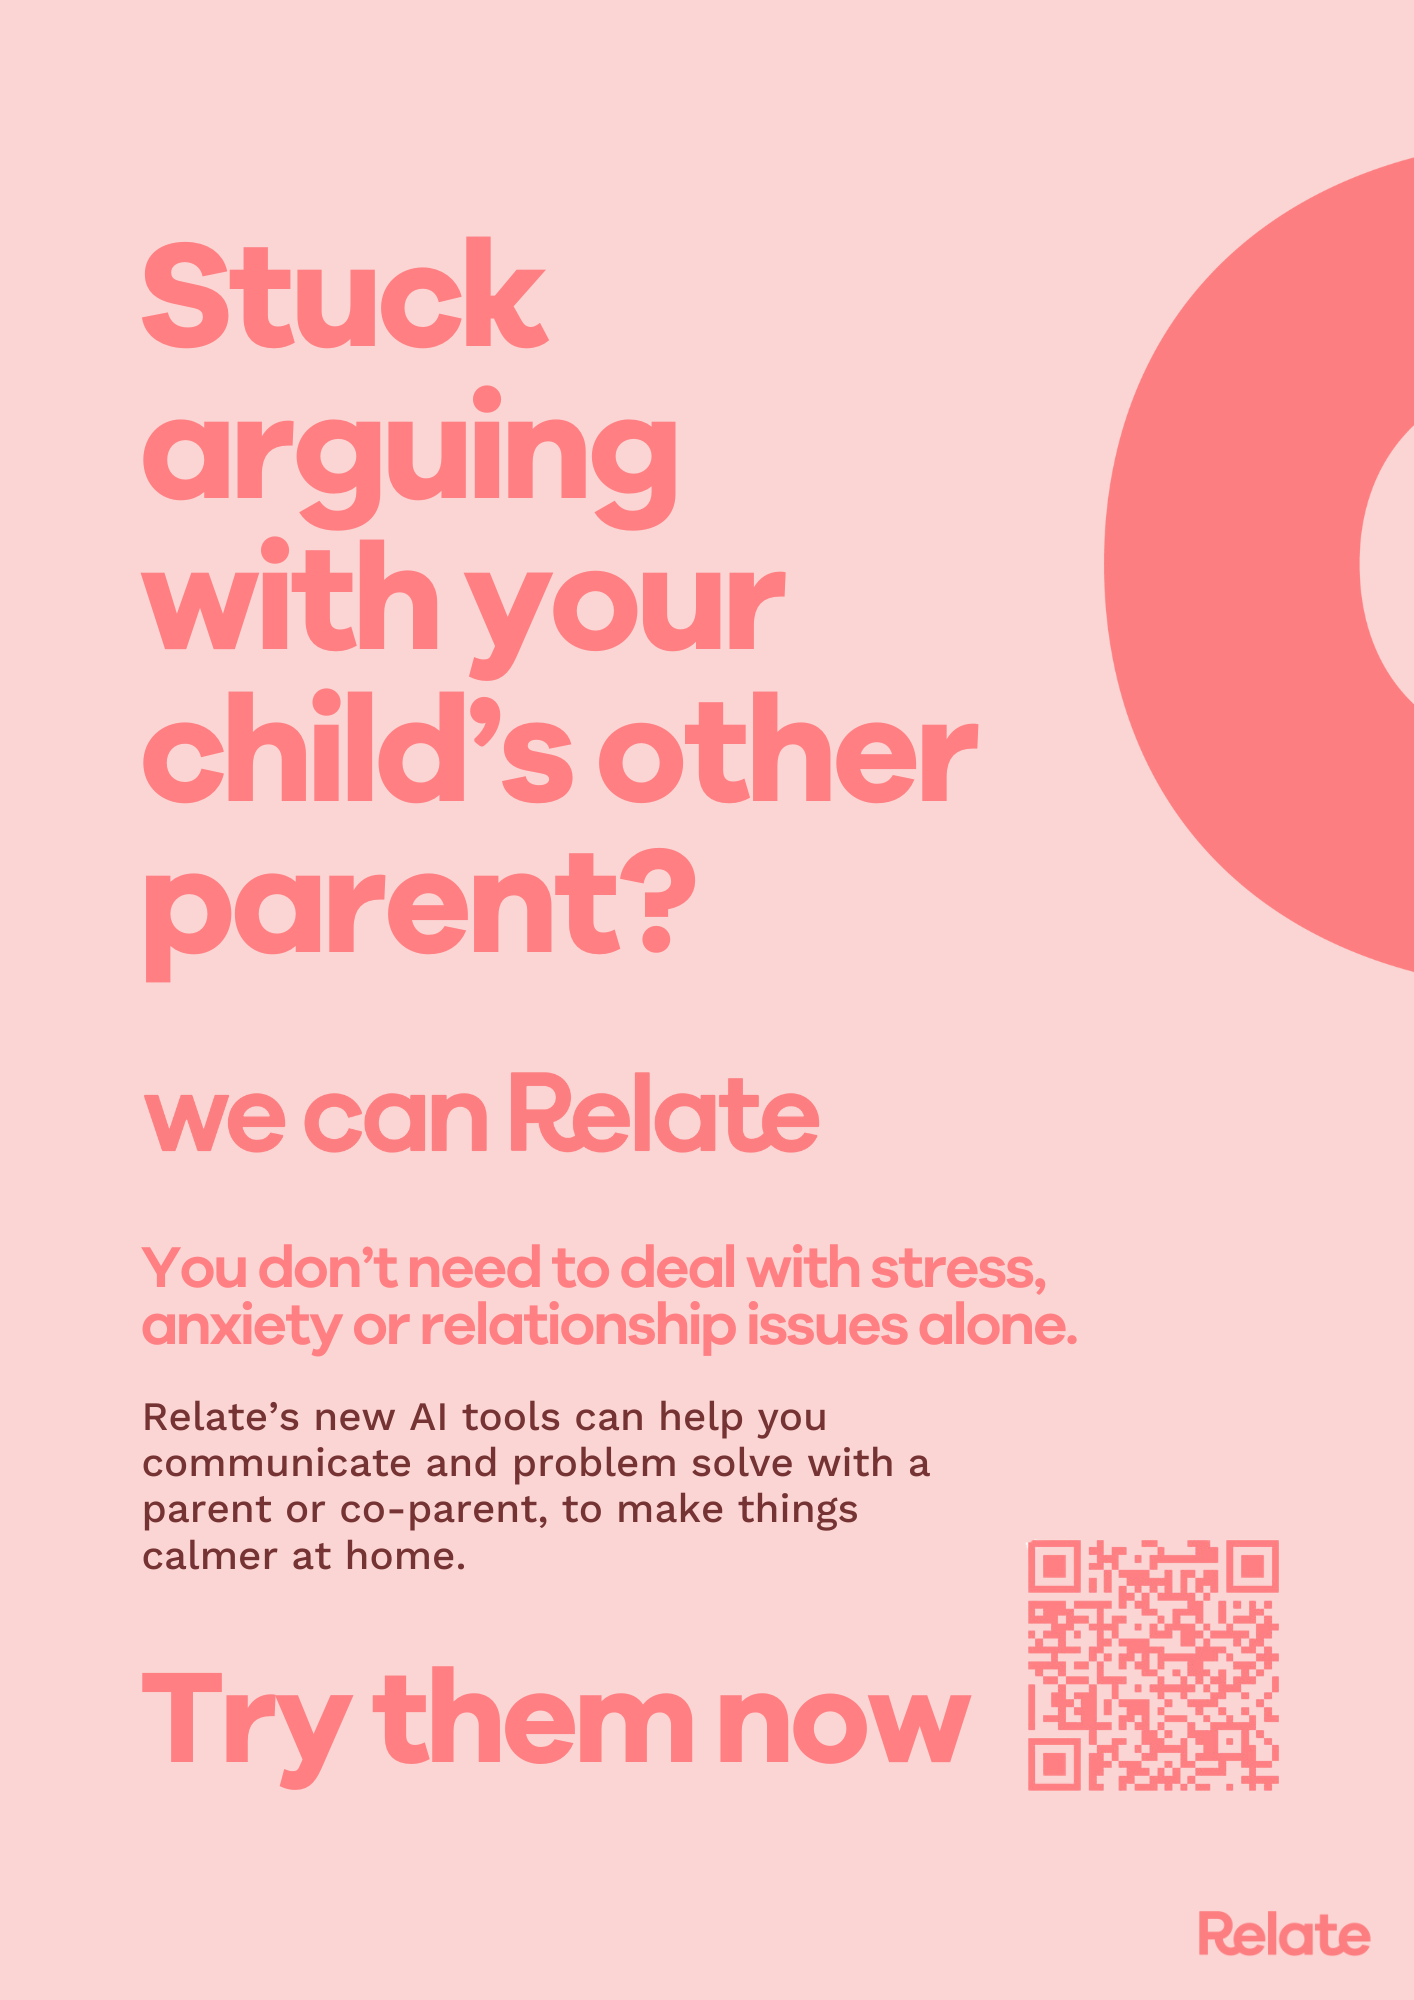 Stuck
arguing
with your
child’s other
parent?
we can Relate
You don’t need to deal with stress,
anxiety or relationship issues alone.
Relate’s new AI tools can help you
communicate and problem solve with a
parent or co-parent, to make things
calmer at home.
Try them now
Relate